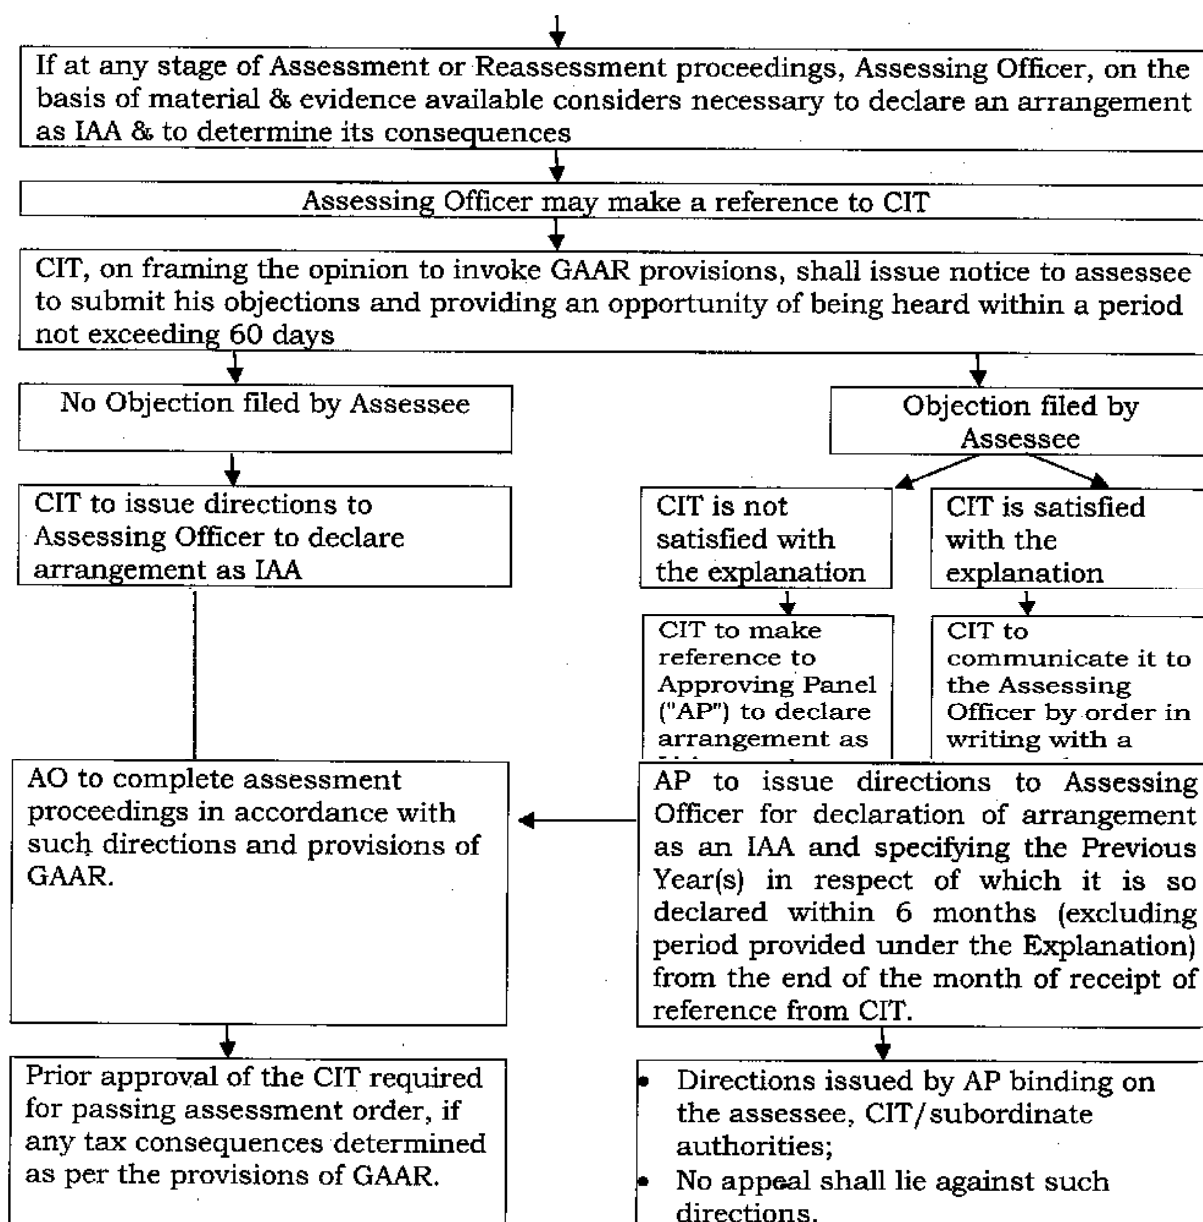 If at any stage of Assessment or Reassessment proceedings, Assessing Officer, on the
basis of material & evidence available considers necessary to declare an arrangement
as IAA & to determine its consequences
Assessing Officer may make a reference to CIT
CIT, on framing the opinion to invoke GAAR provisions, shall issue notice to assessee
to submit his objections and providing an opportunity of being heard within a period
not exceeding 60 days
No Objection filed by Assessee
Objection filed by
Assessee
CIT to issue directions to
Assessing Officer to declare
arrangement as IAA
CIT is not
satisfied with
the explanation
CIT is satisfied
with the
explanation
CIT to make
reference to
Approving Panel
("AP") to declare
arrangement as
CIT to
communicate it to
the Assessing
Officer by order in
writing with a
AO to complete assessment
proceedings in accordance with
such directions and provisions of
GAAR.
AP to issue directions to Assessing
Officer for declaration of arrangement
as an IAA and specifying the Previous
Year(s) in respect of which it is so
declared within 6 months (excluding
period provided under the Explanation)
from the end of the month of receipt of
reference from CIT.
Prior approval of the CIT required
for passing assessment order, if
any tax consequences determined
as per the provisions of GAAR.
• Directions issued by AP binding on
the assessee, CIT/subordinate
authorities;
• No appeal shall lie against such
directions.